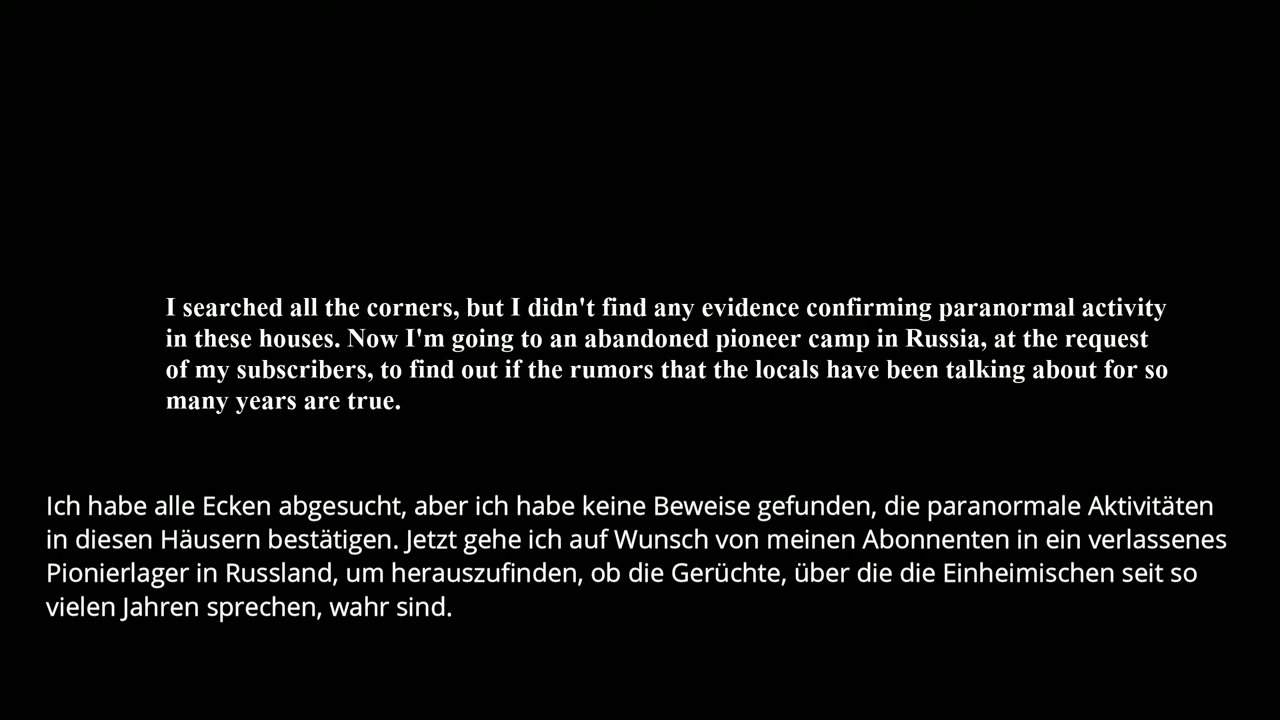 I searched all the corners, but I didn't find any evidence confirming paranormal activity
in these houses. Now I'm going to an abandoned pioneer camp in Russia, at the request
of my subscribers, to find out if the rumors that the locals have been talking about for so
many years are true.
Ich habe alle Ecken abgesucht, aber ich habe keine Beweise gefunden, die paranormale Aktivitäten
in diesen Häusern bestätigen. Jetzt gehe ich auf Wunsch von meinen Abonnenten in ein verlassenes
Pionierlager in Russland, um herauszufinden, ob die Gerüchte, über die die Einheimischen seit so
vielen Jahren sprechen, wahr sind.